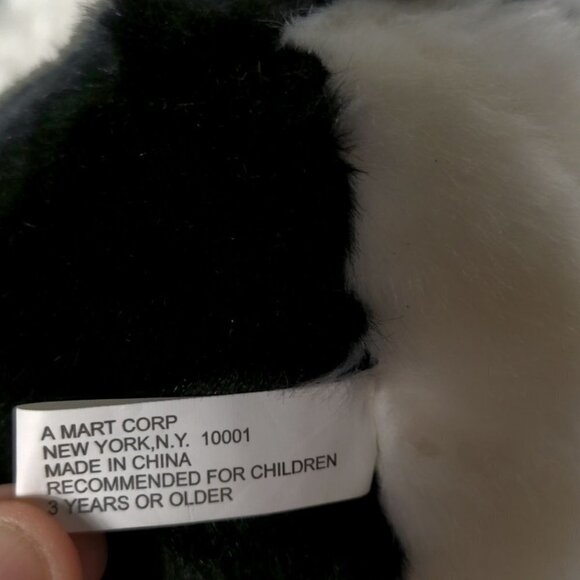 A MART CORP
NEW YORK,N.Y. 10001
MADE IN CHINA
RECOMMENDED FOR CHILDREN
3 YEARS OR OLDER